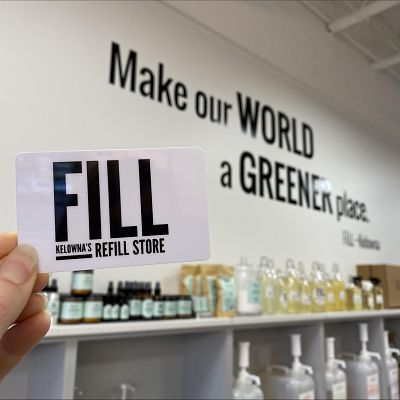 Make our WORLD
a GREENER place.
FILL - Kelowna
FILL
KELOWNA'S REFILL STORE